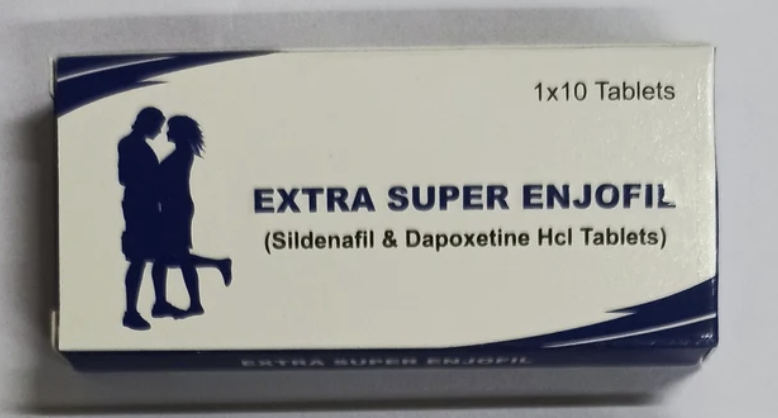 1x10 Tablets
EXTRA SUPER ENJOFIL
(Sildenafil & Dapoxetine Hcl Tablets)
EXTRA SUPER ENJOFIL